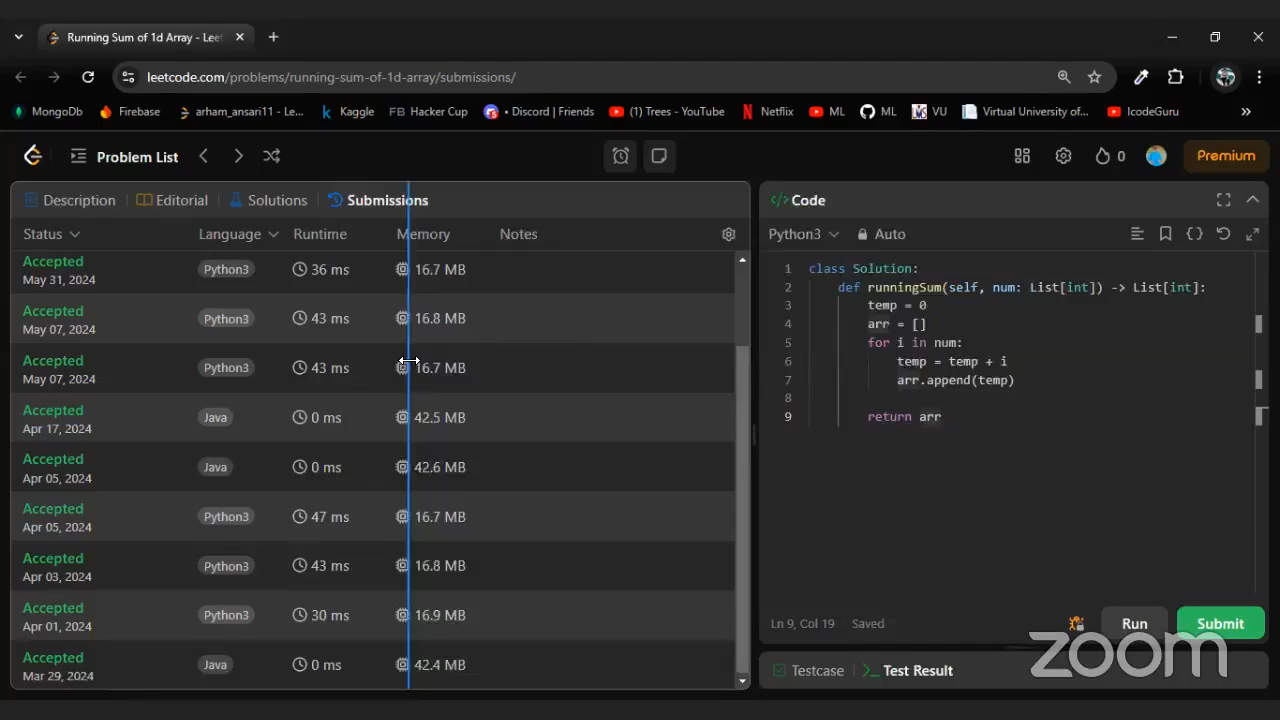 Running Sum of 1d Array - Lee
leetcode.com/problems/running-sum-of-1d-array/submissions/
MongoDb Firebase arham_ansari11 - Le... Kaggle FB Hacker Cup • Discord | Friends (1) Trees - YouTube Netflix ML ML VU Virtual University of... IcodeGuru »
Problem List 0 Premium
Description Editorial Solutions Submissions
Status Language Runtime Memory Notes
Accepted
May 31, 2024
Python3 36 ms 16.7 MB
Accepted
May 07, 2024
Python3 43 ms 16.8 MB
Accepted
May 07, 2024
Python3 43 ms 16.7 MB
Accepted
Apr 17, 2024
Java 0 ms 42.5 MB
Accepted
Apr 05, 2024
Java 0 ms 42.6 MB
Accepted
Apr 05, 2024
Python3 47 ms 16.7 MB
Accepted
Apr 03, 2024
Python3 43 ms 16.8 MB
Accepted
Apr 01, 2024
Python3 30 ms 16.9 MB
Accepted
Mar 29, 2024
Java 0 ms 42.4 MB
</> Code
Python3 Auto
1 class Solution:
2 def runningSum(self, num: List[int]) -> List[int]:
3 temp = 0
4 arr = []
5 for i in num:
6 temp = temp + i
7 arr.append(temp)
8
9 return arr
Ln 9, Col 19 Saved
Run Submit
Testcase >_ Test Result
zoom